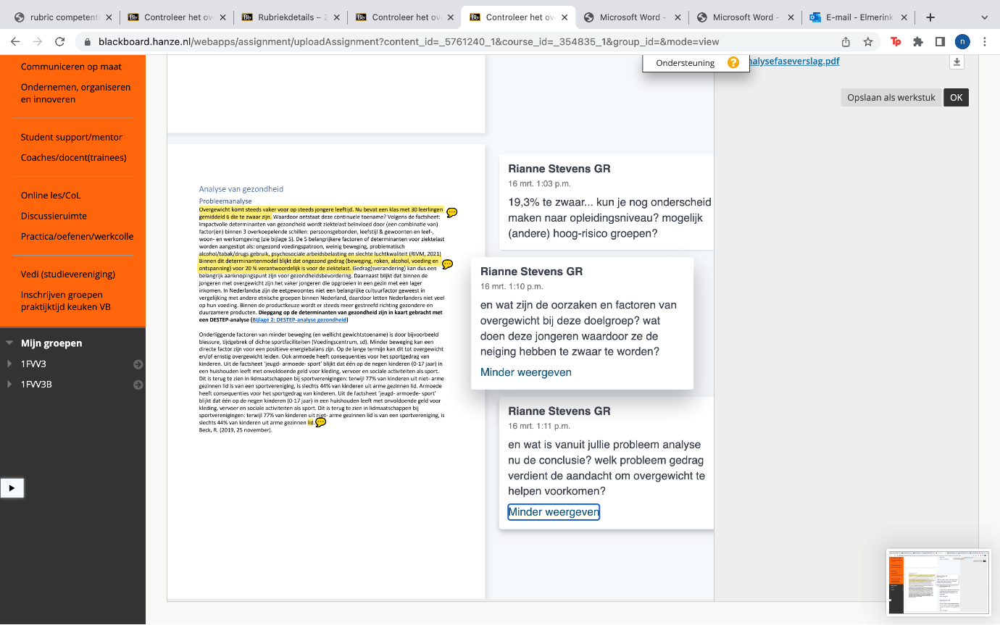 rubric competent
Controleer het ov
Rubriekdetails – 2
Controleer het ov
Controleer het ov
Microsoft Word -
Microsoft Word -
E-mail - Elmerink
blackboard.hanze.nl/webapps/assignment/uploadAssignment?content_id=_5761240_1&course_id=_354835_1&group_id=&mode=view
Communiceren op maat
Ondernemen, organiseren
en innoveren
Student support/mentor
Coaches/docent(trainees)
Online les/CoL
Discussieruimte
Practica/oefenen/werkcolle
Vedi (studievereniging)
Inschrijven groepen
praktijktijd keuken VB
Mijn groepen
1FVV3
1FVV3B
Ondersteuning
nalysefaseverslag.pdf
Opslaan als werkstuk
OK
Analyse van gezondheid
Probleemanalyse
Overgewicht komt steeds vaker voor op steeds jongere leeftijd. Nu bevat een klas met 30 leerlingen
gemiddeld 6 die te zwaar zijn. Waardoor ontstaat deze continuele toename? Volgens de factsheet:
Impactvolle determinanten van gezondheid wordt ziektelast beïnvloed door (een combinatie van)
factor(en) binnen 3 overkoepelende schillen: persoonsgebonden, leefstijl & gewoonten en leef-,
woon- en werkomgeving (zie bijlage 5). De 5 belangrijkere factoren of determinanten voor ziektelast
worden aangestipt als: ongezond voedingspatroon, weinig beweging, problematisch
alcohol/tabak/drugs gebruik, psychosociale arbeidsbelasting en slechte luchtkwaliteit (RIVM, 2021)
Binnen dit determinantenmodel blijkt dat ongezond gedrag (beweging, roken, alcohol, voeding en
ontspanning) voor 20 % verantwoordelijk is voor de ziektelast. Gedrag(sverandering) kan dus een
belangrijk aanknopingspunt zijn voor gezondheidsbevordering. Daarnaast blijkt dat binnen de
jongeren met overgewicht zijn het vaker jongeren die opgroeien in een gezin met een lager
inkomen. In Nederlandse zijn de eetgewoontes niet een belangrijke cultuurfactor geweest in
vergelijking met andere etnische groepen binnen Nederland, daardoor letten Nederlanders niet veel
op hun voeding. Binnen de productkeuze wordt er steeds meer gestreefd richting gezondere en
duurzamere producten. Diepgang op de determinanten van gezondheid zijn in kaart gebracht met
een DESTEP-analyse (Bijlage 2: DESTEP-analyse gezondheid)
Onderliggende factoren van minder beweging (en wellicht gewichtstoename) is door bijvoorbeeld
blessure, tijdgebrek of dichte sportfaciliteiten (Voedingscentrum, sd). Minder beweging kan een
directe factor zijn voor een positieve energiebalans zijn. Op de lange termijn kan dit tot overgewicht
en/of ernstig overgewicht leiden. Ook armoede heeft consequenties voor het sportgedrag van
kinderen. Uit de factsheet 'jeugd- armoede- sport' blijkt dat één op de negen kinderen (0-17 jaar) in
een huishouden leeft met onvoldoende geld voor kleding, vervoer en sociale activiteiten als sport.
Dit is terug te zien in lidmaatschappen bij sportverenigingen: terwijl 77% van kinderen uit niet- arme
gezinnen lid is van een sportvereniging, is slechts 44% van kinderen uit arme gezinnen lid. Armoede
heeft consequenties voor het sportgedrag van kinderen. Uit de factsheet 'jeugd- armoede- sport'
blijkt dat één op de negen kinderen (0-17 jaar) in een huishouden leeft met onvoldoende geld voor
kleding, vervoer en sociale activiteiten als sport. Dit is terug te zien in lidmaatschappen bij
sportverenigingen: terwijl 77% van kinderen uit niet- arme gezinnen lid is van een sportvereniging, is
slechts 44% van kinderen uit arme gezinnen lid.
Beck, R. (2019, 25 november).
Rianne Stevens GR
16 mrt. 1:03 p.m.
19,3% te zwaar... kun je nog onderscheid
maken naar opleidingsniveau? mogelijk
(andere) hoog-risico groepen?
Rianne Stevens GR
16 mrt. 1:10 p.m.
en wat zijn de oorzaken en factoren van
overgewicht bij deze doelgroep? wat
doen deze jongeren waardoor ze de
neiging hebben te zwaar te worden?
Minder weergeven
Rianne Stevens GR
16 mrt. 1:11 p.m.
en wat is vanuit jullie probleem analyse
nu de conclusie? welk probleem gedrag
verdient de aandacht om overgewicht te
helpen voorkomen?
Minder weergeven